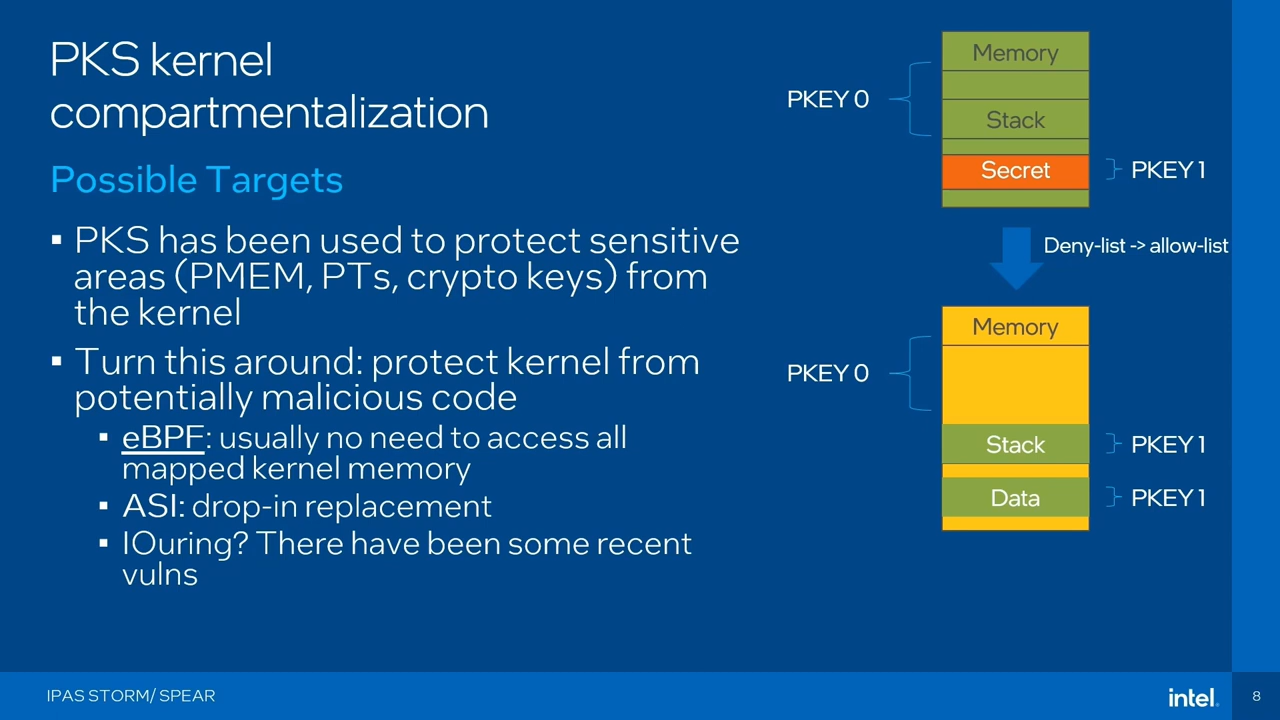 PKS kernel
compartmentalization
Possible Targets
▪ PKS has been used to protect sensitive
areas (PMEM, PTs, crypto keys) from
the kernel
▪ Turn this around: protect kernel from
potentially malicious code
▪ eBPF: usually no need to access all
mapped kernel memory
▪ ASI: drop-in replacement
▪ IOuring? There have been some recent
vulns
Memory
PKEY 0
Stack
Secret
PKEY 1
Deny-list -> allow-list
Memory
PKEY 0
Stack
PKEY 1
Data
PKEY 1
IPAS STORM/ SPEAR
intel.
8